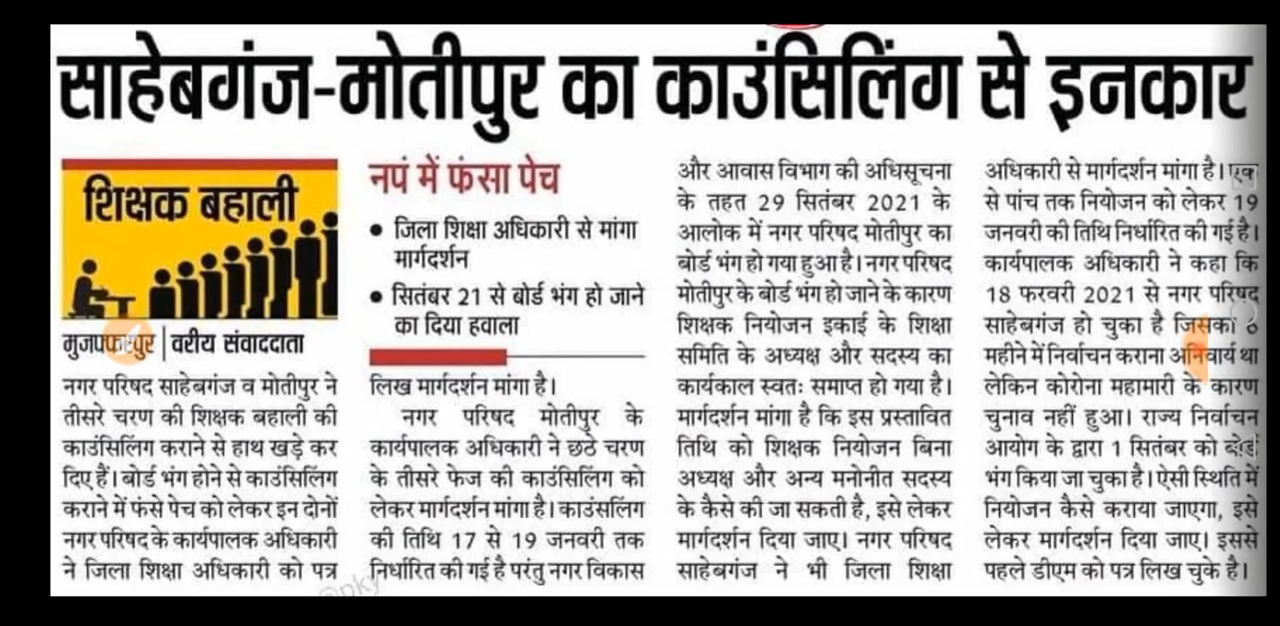 साहेबगंज-मोतीपुर का काउंसिलिंग से इनकार
शिक्षक बहाली
मुजफ्फरपुर | वरीय संवाददाता
नगर परिषद साहेबगंज व मोतीपुर ने
तीसरे चरण की शिक्षक बहाली की
काउंसिलिंग कराने से हाथ खड़े कर
दिए हैं। बोर्ड भंग होने से काउंसिलिंग
कराने में फंसे पेच को लेकर इन दोनों
नगर परिषद के कार्यपालक अधिकारी
ने जिला शिक्षा अधिकारी को पत्र
नपं में फंसा पेच
• जिला शिक्षा अधिकारी से मांगा
मार्गदर्शन
• सितंबर 21 से बोर्ड भंग हो जाने
का दिया हवाला
लिख मार्गदर्शन मांगा है।
नगर परिषद मोतीपुर के
कार्यपालक अधिकारी ने छठे चरण
के तीसरे फेज की काउंसिलिंग को
लेकर मार्गदर्शन मांगा है। काउंसलिंग
की तिथि 17 से 19 जनवरी तक
निर्धारित की गई है परंतु नगर विकास
और आवास विभाग की अधिसूचना
के तहत 29 सितंबर 2021 के
आलोक में नगर परिषद मोतीपुर का
बोर्ड भंग हो गया हुआ है। नगर परिषद
मोतीपुर के बोर्ड भंग हो जाने के कारण
शिक्षक नियोजन इकाई के शिक्षा
समिति के अध्यक्ष और सदस्य का
कार्यकाल स्वतः समाप्त हो गया है।
मार्गदर्शन मांगा है कि इस प्रस्तावित
तिथि को शिक्षक नियोजन बिना
अध्यक्ष और अन्य मनोनीत सदस्य
के कैसे की जा सकती है, इसे लेकर
मार्गदर्शन दिया जाए। नगर परिषद
साहेबगंज ने भी जिला शिक्षा
अधिकारी से मार्गदर्शन मांगा है। एक
से पांच तक नियोजन को लेकर 19
जनवरी की तिथि निर्धारित की गई है।
कार्यपालक अधिकारी ने कहा कि
18 फरवरी 2021 से नगर परिषद
साहेबगंज हो चुका है जिसका 6
महीने में निर्वाचन कराना अनिवार्य था
लेकिन कोरोना महामारी के कारण
चुनाव नहीं हुआ। राज्य निर्वाचन
आयोग के द्वारा 1 सितंबर को बोर्ड
भंग किया जा चुका है। ऐसी स्थिति में
नियोजन कैसे कराया जाएगा, इसे
लेकर मार्गदर्शन दिया जाए। इससे
पहले डीएम को पत्र लिख चुके है।